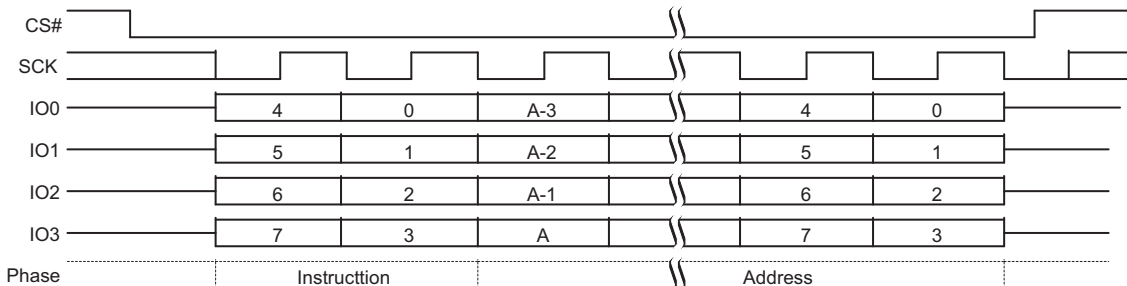 CS#
SCK
IO0 4 0 A-3 4 0
IO1 5 1 A-2 5 1
IO2 6 2 A-1 6 2
IO3 7 3 A 7 3
Phase Instructtion Address